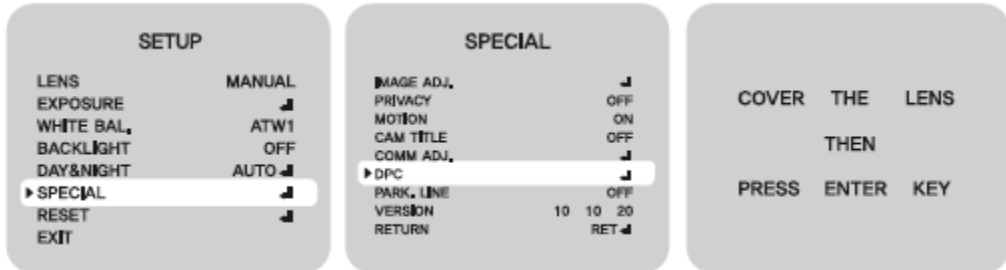 SETUP
LENS MANUAL
EXPOSURE ↲
WHITE BAL. ATW1
BACKLIGHT OFF
DAY&NIGHT AUTO↲
▶SPECIAL ↲
RESET ↲
EXIT
SPECIAL
IMAGE ADJ. ↲
PRIVACY OFF
MOTION ON
CAM TITLE OFF
COMM ADJ. ↲
▶DPC ↲
PARK. LINE OFF
VERSION 10 10 20
RETURN RET↲
COVER THE LENS
THEN
PRESS ENTER KEY